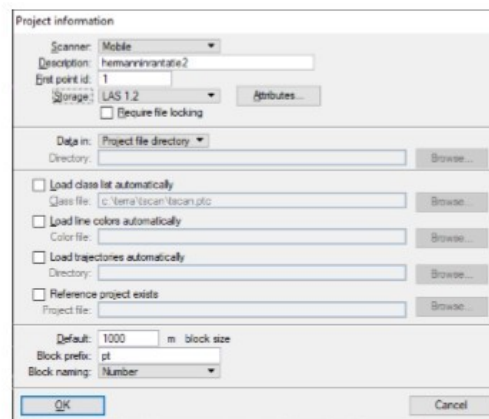 Project information
Scanner: Mobile
Description: hermanninrantatie2
First point id: 1
Storage: LAS 1.2 Attributes...
Require file locking
Data in: Project file directory
Directory: Browse...
Load class list automatically
Class file: c:\terra\tscan\tscan.ptc Browse...
Load line colors automatically
Color file: Browse...
Load trajectories automatically
Directory: Browse...
Reference project exists
Project file: Browse...
Default: 1000 m block size
Block prefix: pt
Block naming: Number
OK Cancel